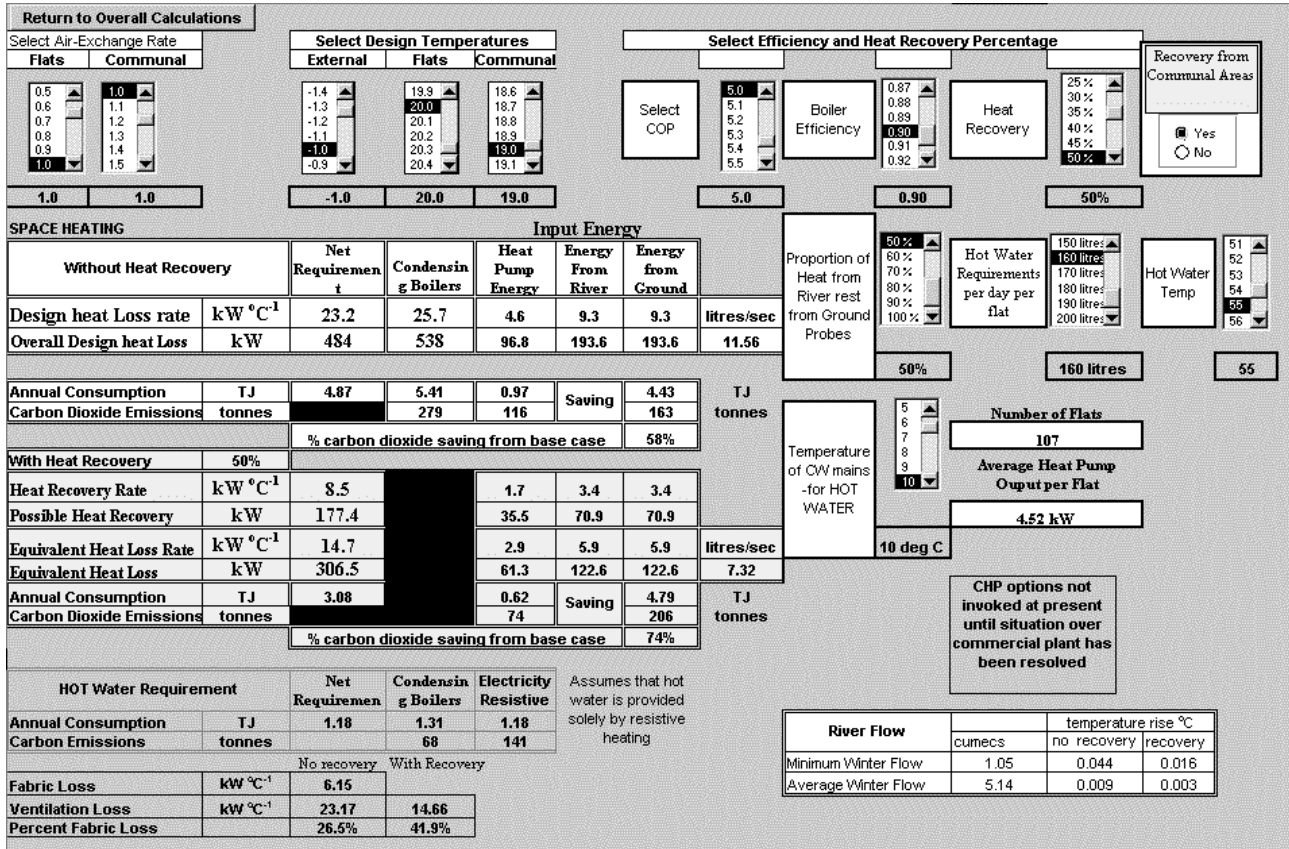 Return to Overall Calculations
Select Air-Exchange Rate
Flats Communal
0.5 1.0
0.6 1.1
0.7 1.2
0.8 1.3
0.9 1.4
1.0 1.5
1.0 1.0
Select Design Temperatures
External Flats Communal
-1.4 19.9 18.6
-1.3 20.0 18.7
-1.2 20.1 18.8
-1.1 20.2 18.9
-1.0 20.3 19.0
-0.9 20.4 19.1
-1.0 20.0 19.0
Select Efficiency and Heat Recovery Percentage
Select
COP
5.0
5.1
5.2
5.3
5.4
5.5
5.0
Boiler
Efficiency
0.87
0.88
0.89
0.90
0.91
0.92
0.90
Heat
Recovery
25 %
30 %
35 %
40 %
45 %
50 %
50%
Recovery from
Communal Areas
Yes
No
SPACE HEATING Input Energy
Without Heat Recovery
Net
Requiremen
t
Condensin
g Boilers
Heat
Pump
Energy
Energy
From
River
Energy
from
Ground
Design heat Loss rate kW °C-1 23.2 25.7 4.6 9.3 9.3 litres/sec
Overall Design heat Loss kW 484 538 96.8 193.6 193.6 11.56
Annual Consumption TJ 4.87 5.41 0.97 Saving 4.43 TJ
Carbon Dioxide Emissions tonnes 279 116 163 tonnes
% carbon dioxide saving from base case 58%
With Heat Recovery 50%
Heat Recovery Rate kW °C-1 8.5 1.7 3.4 3.4
Possible Heat Recovery kW 177.4 35.5 70.9 70.9
Equivalent Heat Loss Rate kW °C-1 14.7 2.9 5.9 5.9 litres/sec
Equivalent Heat Loss kW 306.5 61.3 122.6 122.6 7.32
Annual Consumption TJ 3.08 0.62 Saving 4.79 TJ
Carbon Dioxide Emissions tonnes 74 206 tonnes
% carbon dioxide saving from base case 74%
Proportion of
Heat from
River rest
from Ground
Probes
50 %
60 %
70 %
80 %
90 %
100 %
50%
Hot Water
Requirements
per day per
flat
150 litres
160 litres
170 litres
180 litres
190 litres
200 litres
160 litres
Hot Water
Temp
51
52
53
54
55
56
55
Temperature
of CW mains
-for HOT
WATER
5
6
7
8
9
10
10 deg C
Number of Flats
107
Average Heat Pump
Ouput per Flat
4.52 kW
CHP options not
invoked at present
until situation over
commercial plant has
been resolved
HOT Water Requirement
Net
Requiremen
Condensin
g Boilers
Electricity
Resistive
Annual Consumption TJ 1.18 1.31 1.18
Carbon Emissions tonnes 68 141
Assumes that hot
water is provided
solely by resistive
heating
No recovery With Recovery
Fabric Loss kW °C-1 6.15
Ventilation Loss kW °C-1 23.17 14.66
Percent Fabric Loss 26.5% 41.9%
River Flow temperature rise °C
cumecs no recovery recovery
Minimum Winter Flow 1.05 0.044 0.016
Average Winter Flow 5.14 0.009 0.003